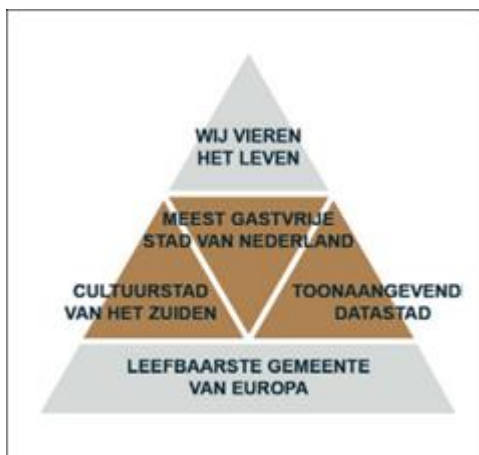 WIJ VIEREN
HET LEVEN
MEEST GASTVRIJE
STAD VAN NEDERLAND
CULTUURSTAD
VAN HET ZUIDEN
TOONAANGEVEND
DATASTAD
LEEFBAARSTE GEMEENTE
VAN EUROPA